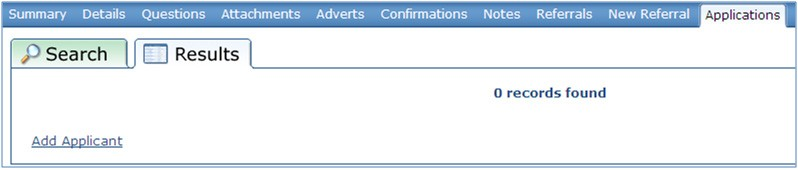 Summary Details Questions Attachments Adverts Confirmations Notes Referrals New Referral Applications
Search Results
0 records found
Add Applicant